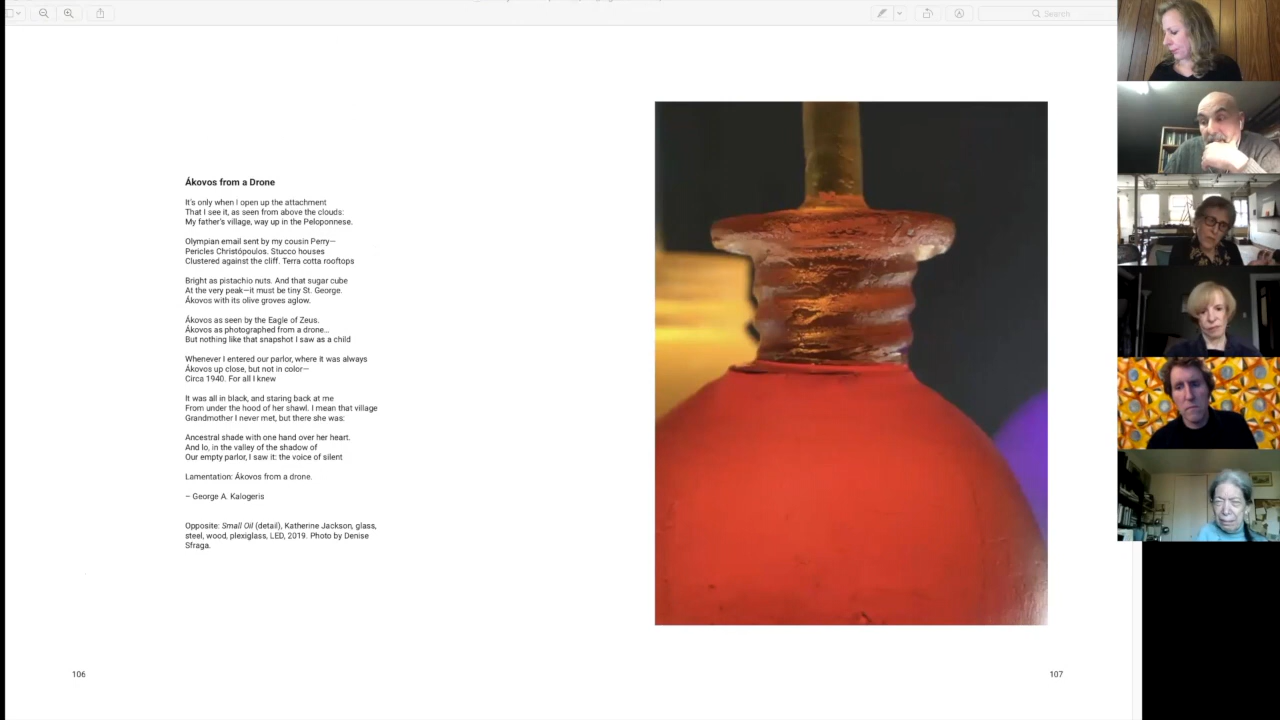 Search
Ákovos from a Drone
It's only when I open up the attachment
That I see it, as seen from above the clouds:
My father's village, way up in the Peloponnese.
Olympian email sent by my cousin Perry—
Pericles Christópoulos. Stucco houses
Clustered against the cliff. Terra cotta rooftops
Bright as pistachio nuts. And that sugar cube
At the very peak—it must be tiny St. George.
Ákovos with its olive groves aglow.
Ákovos as seen by the Eagle of Zeus.
Ákovos as photographed from a drone…
But nothing like that snapshot I saw as a child
Whenever I entered our parlor, where it was always
Ákovos up close, but not in color—
Circa 1940. For all I knew
It was all in black, and staring back at me
From under the hood of her shawl. I mean that village
Grandmother I never met, but there she was:
Ancestral shade with one hand over her heart.
And lo, in the valley of the shadow of
Our empty parlor, I saw it: the voice of silent
Lamentation: Ákovos from a drone.
– George A. Kalogeris
Opposite: Small Oil (detail), Katherine Jackson, glass,
steel, wood, plexiglass, LED, 2019. Photo by Denise
Sfraga.
106
107